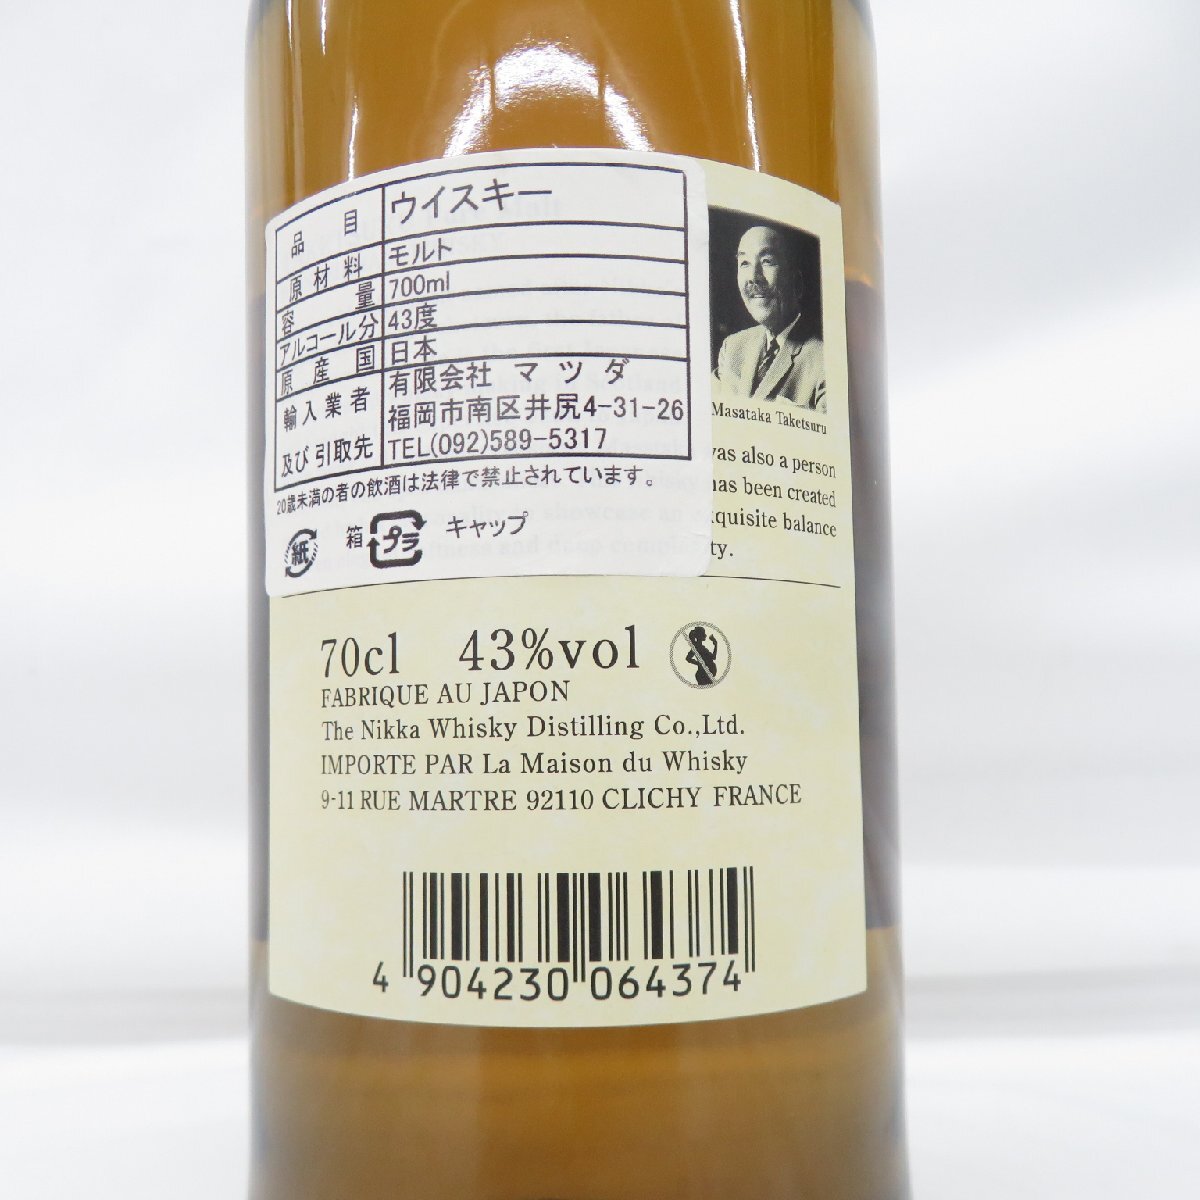 品目 ウイスキー
原材料 モルト
容量 700ml
アルコール分 43度
原産国 日本
輸入業者及び引取先 有限会社 マツダ
福岡市南区井尻4-31-26
TEL(092)589-5317
20歳未満の者の飲酒は法律で禁止されています。
紙 箱 プラ キャップ
Masataka Taketsuru
was also a person
has been created
quisite balance
ty.
70cl 43%vol
FABRIQUE AU JAPON
The Nikka Whisky Distilling Co.,Ltd.
IMPORTE PAR La Maison du Whisky
9-11 RUE MARTRE 92110 CLICHY FRANCE
4 904230 064374